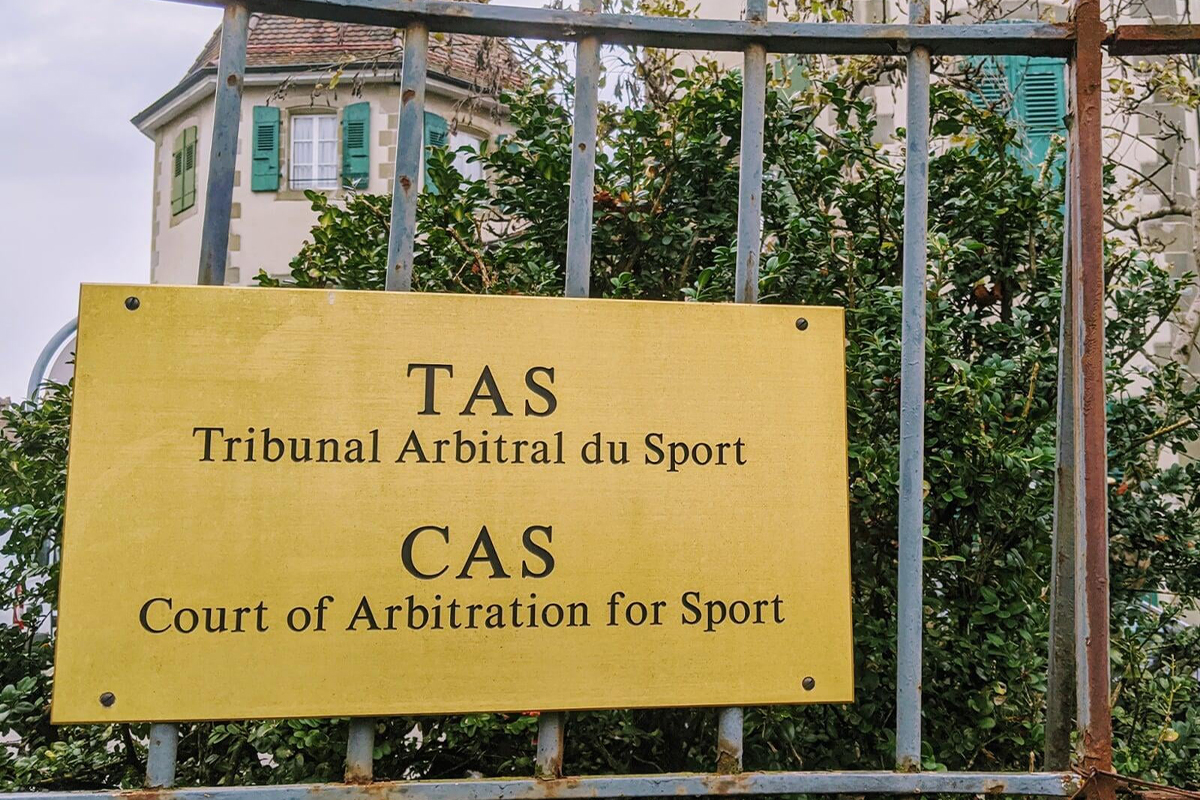 TAS
Tribunal Arbitral du Sport
CAS
Court of Arbitration for Sport